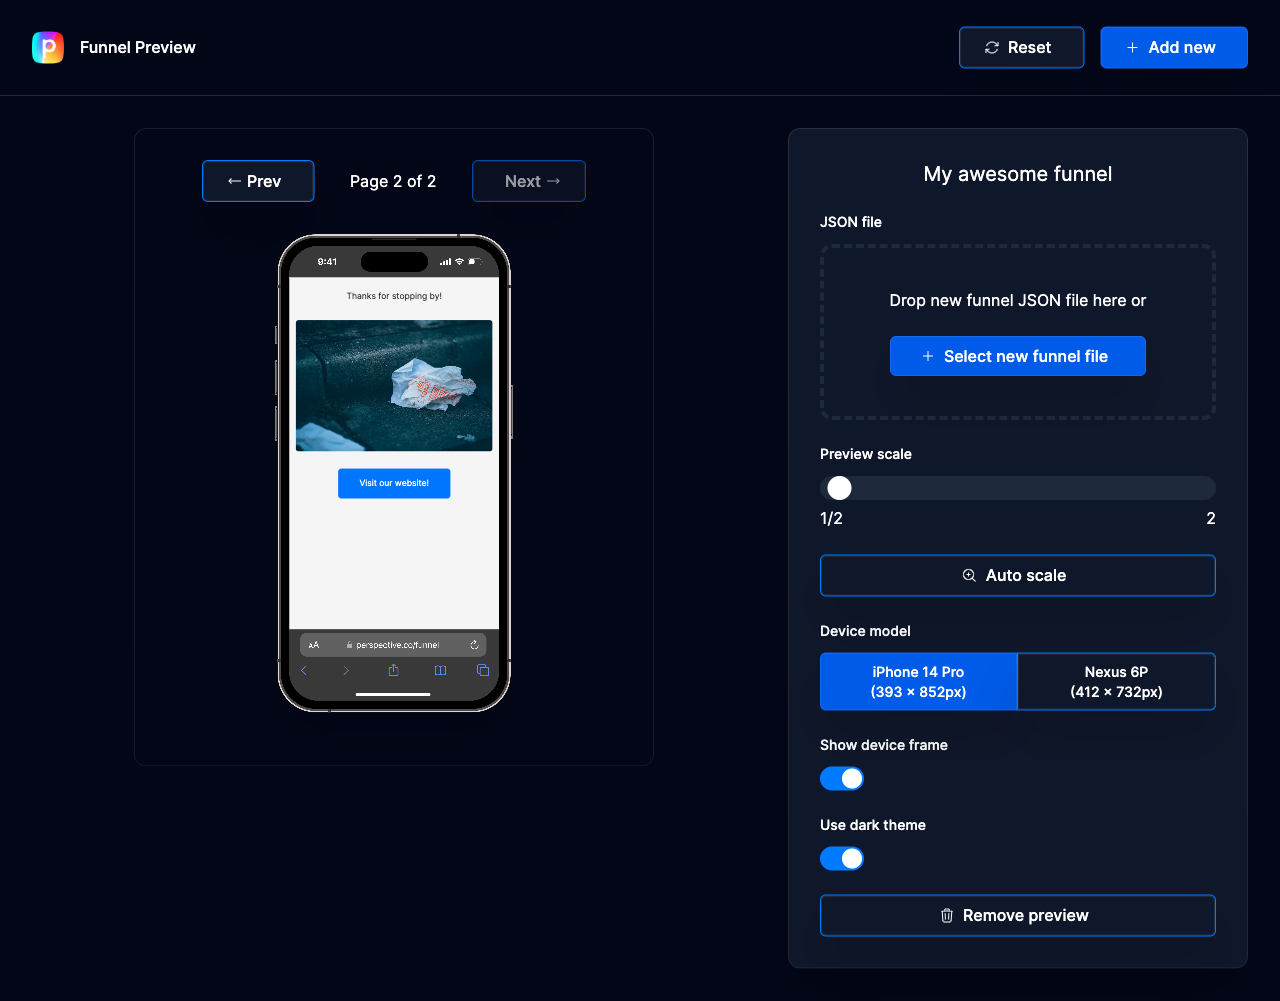 Funnel Preview
Reset
Add new
← Prev
Page 2 of 2
Next →
My awesome funnel
JSON file
Drop new funnel JSON file here or
Select new funnel file
Preview scale
1/2
2
Auto scale
Device model
iPhone 14 Pro
(393 × 852px)
Nexus 6P
(412 × 732px)
Show device frame
Use dark theme
Remove preview
9:41
Thanks for stopping by!
Visit our website!
AA
perspective.co/funnel